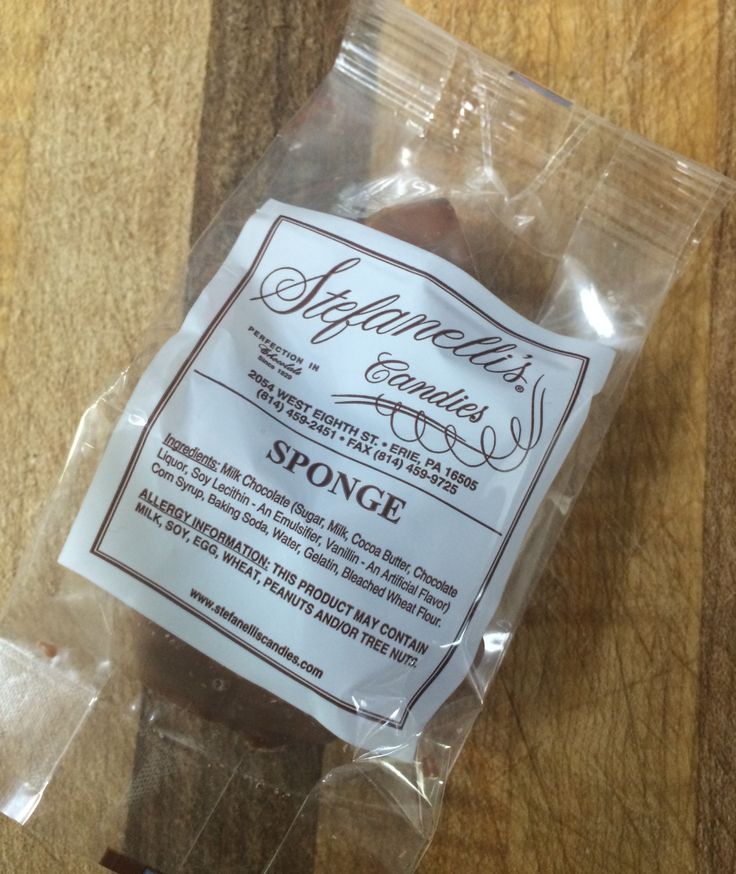 Stefanelli's®
PERFECTION IN
Chocolate
Since 1929
Candies
2054 WEST EIGHTH ST. • ERIE, PA 16505
(814) 459-2451 • FAX (814) 459-9725
SPONGE
Ingredients: Milk Chocolate (Sugar, Milk, Cocoa Butter, Chocolate
Liquor, Soy Lecithin - An Emulsifier, Vanillin - An Artificial Flavor)
Corn Syrup, Baking Soda, Water, Gelatin, Bleached Wheat Flour.
ALLERGY INFORMATION: THIS PRODUCT MAY CONTAIN
MILK, SOY, EGG, WHEAT, PEANUTS AND/OR TREE NUTS.
www.stefanelliscandies.com